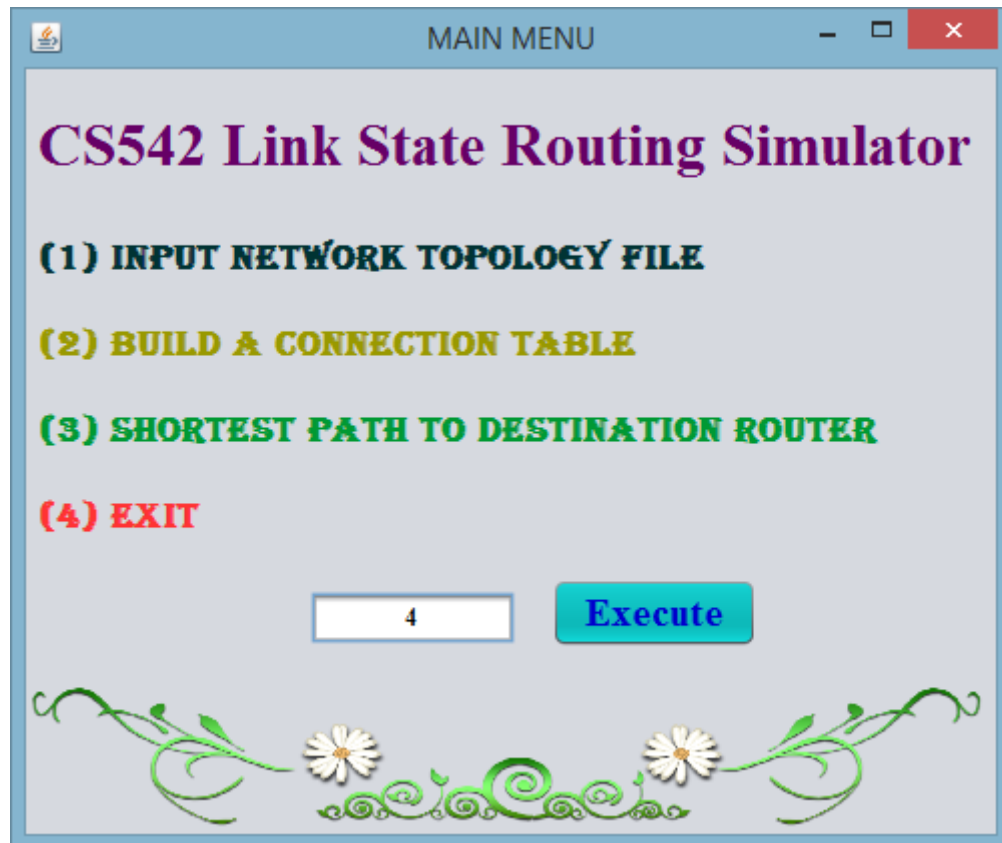 MAIN MENU
CS542 Link State Routing Simulator
(1) INPUT NETWORK TOPOLOGY FILE
(2) BUILD A CONNECTION TABLE
(3) SHORTEST PATH TO DESTINATION ROUTER
(4) EXIT
4 Execute